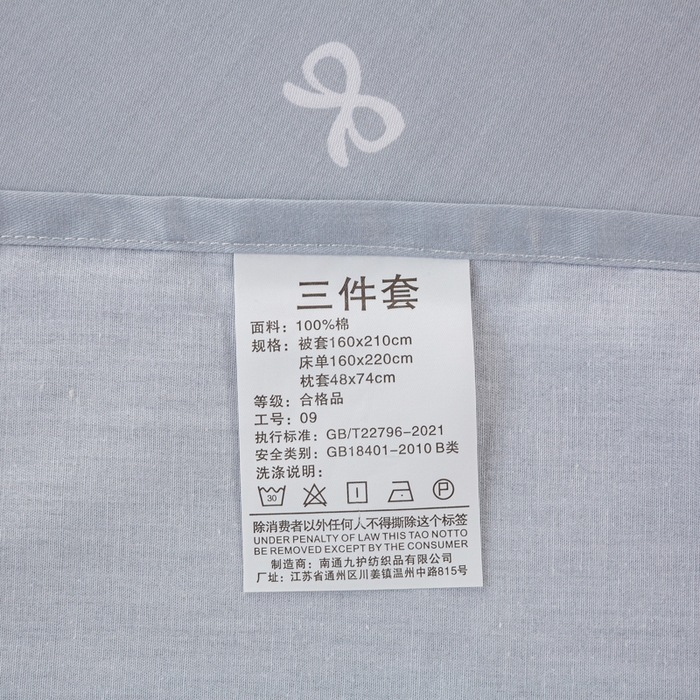 三件套
面料：100%棉
规格：被套160x210cm
床单160x220cm
枕套48x74cm
等级：合格品
工号：09
执行标准：GB/T22796-2021
安全类别：GB18401-2010 B类
洗涤说明：
30
P
除消费者以外任何人不得撕除这个标签
UNDER PENALTY OF LAW THIS TAO NOTTO
BE REMOVED EXCEPT BY THE CONSUMER
制造商：南通九护纺织品有限公司
厂址：江苏省通州区川姜镇温州中路815号